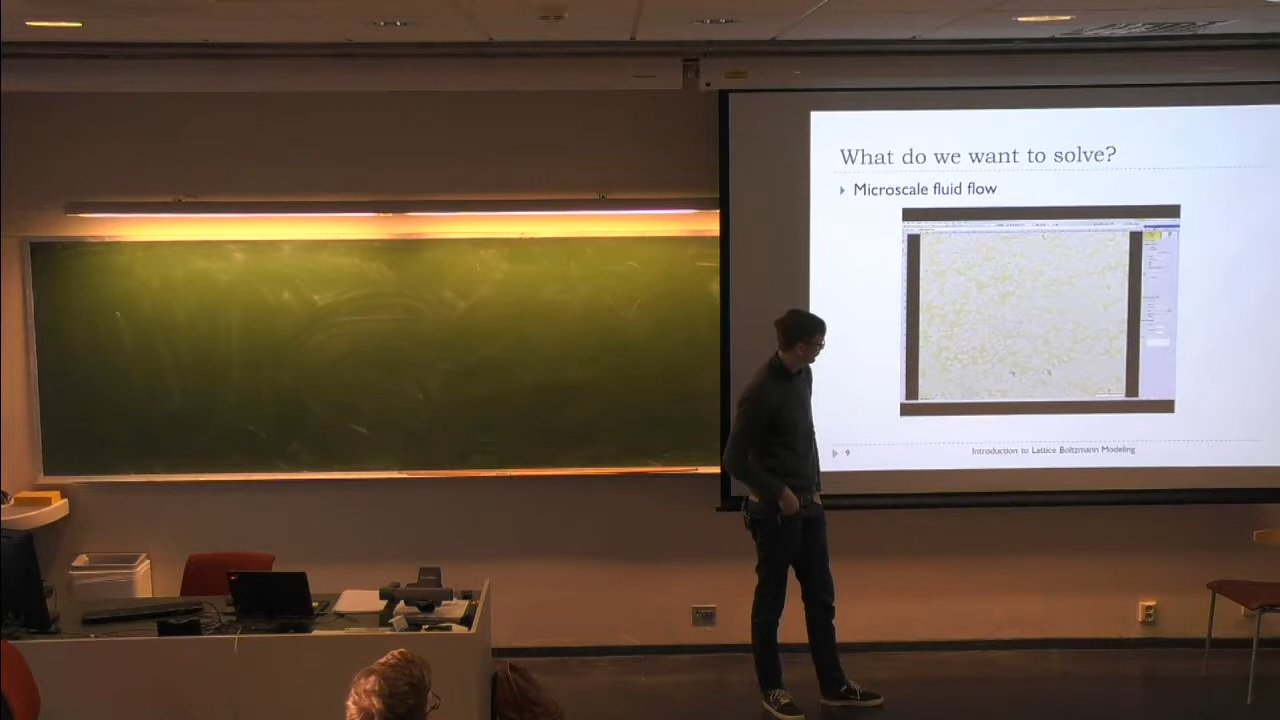 What do we want to solve?
Microscale fluid flow
9
Introduction to Lattice Boltzmann Modeling